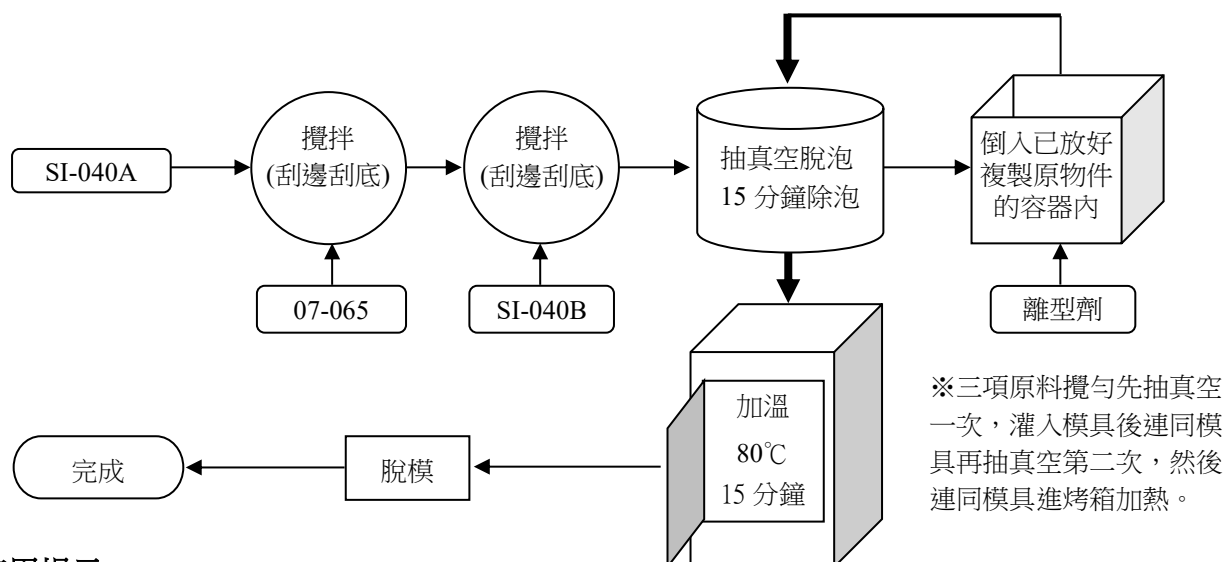 SI-040A
攪拌
(刮邊刮底)
07-065
攪拌
(刮邊刮底)
SI-040B
抽真空脫泡
15 分鐘除泡
倒入已放好
複製原物件
的容器內
離型劑
※三項原料攪勻先抽真空
一次，灌入模具後連同模
具再抽真空第二次，然後
連同模具進烤箱加熱。
加溫
80℃
15 分鐘
脫模
完成